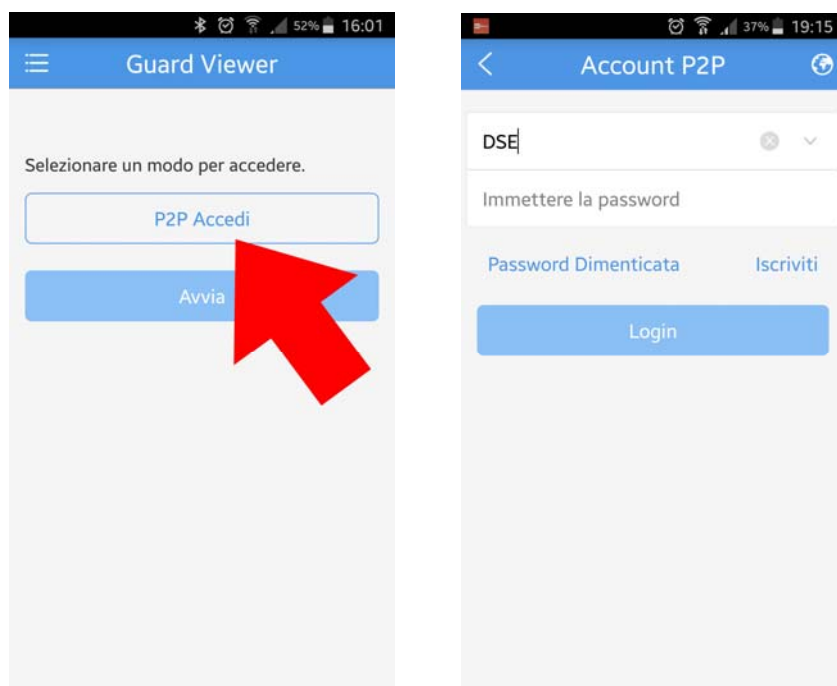 52% 16:01
Guard Viewer
Selezionare un modo per accedere.
P2P Accedi
Avvia
37% 19:15
Account P2P
DSE
Immettere la password
Password Dimenticata Iscriviti
Login